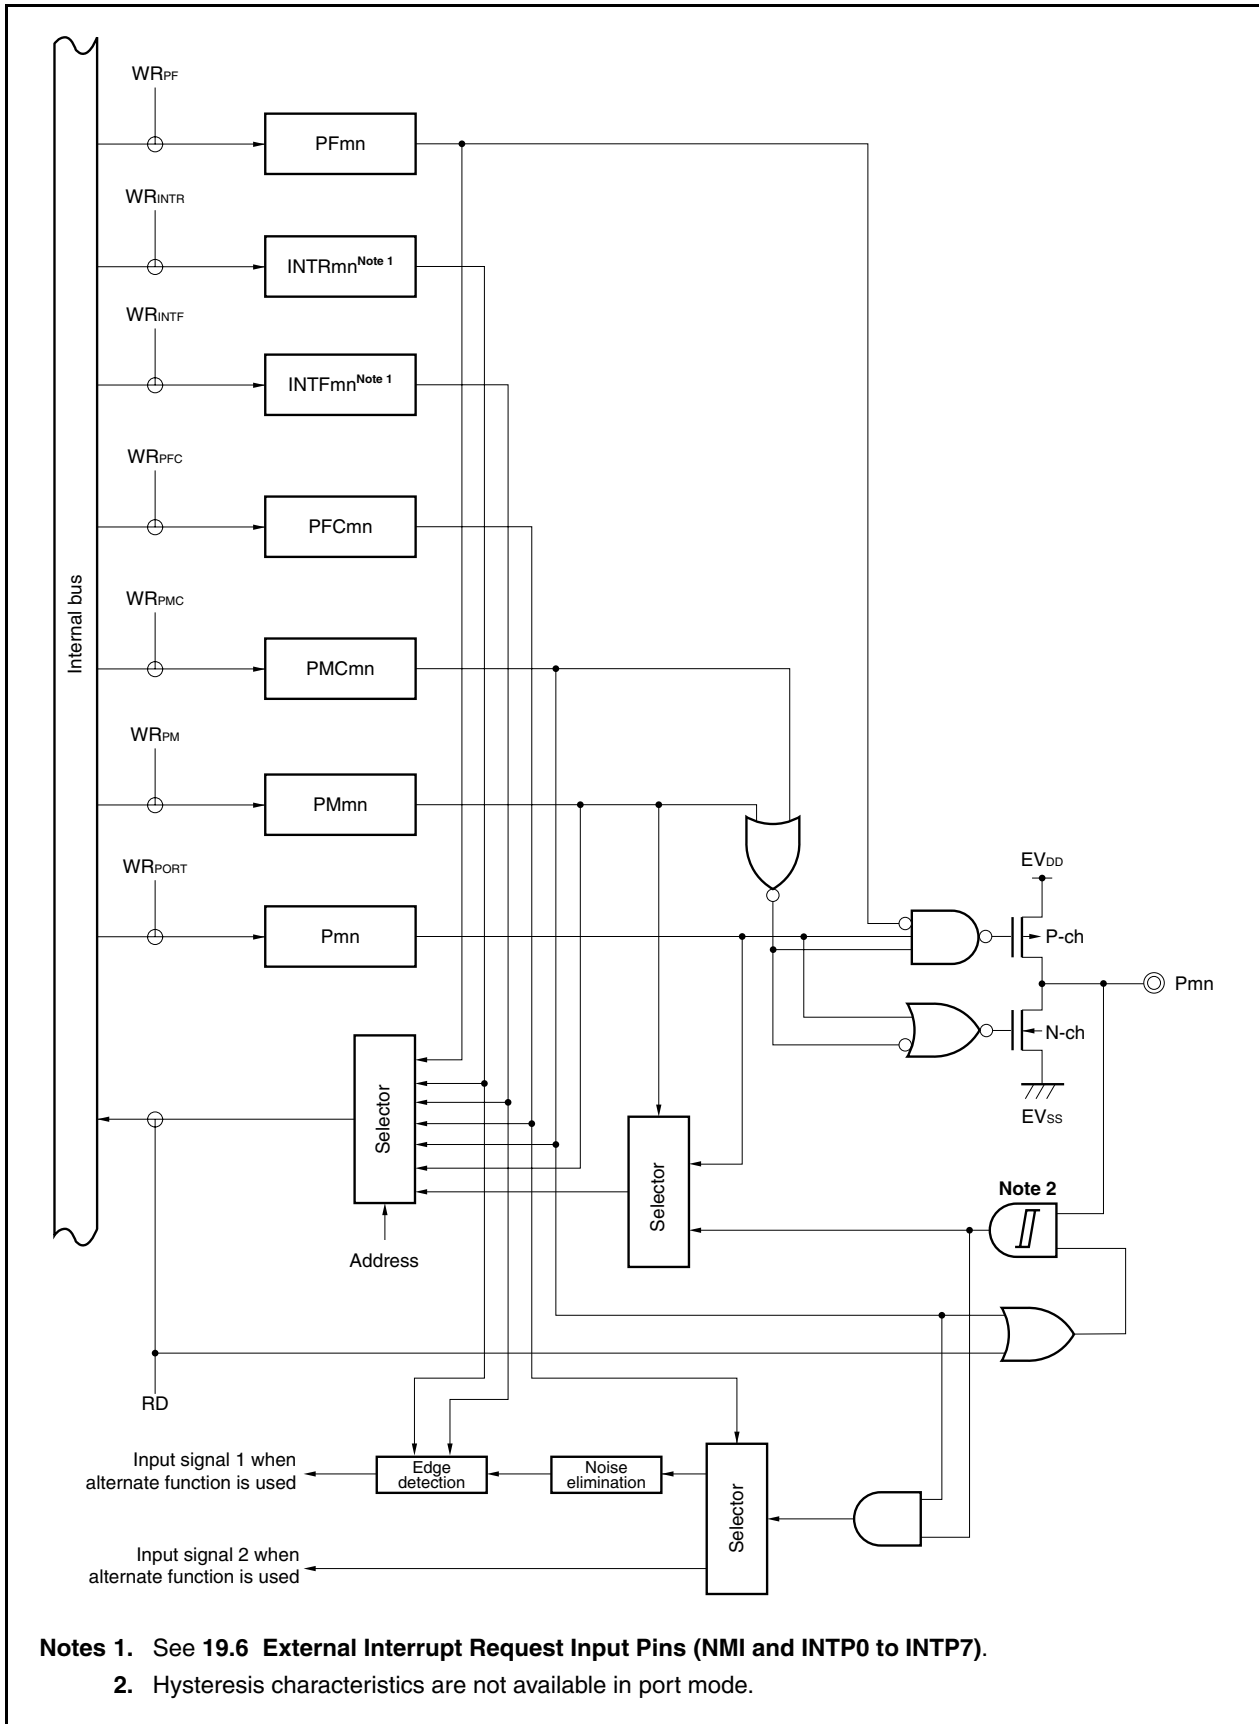 WRPF
PFmn
WRINTR
INTRmnNote 1
WRINTF
INTFmnNote 1
WRPFC
PFCmn
Internal bus
WRPMC
PMCmn
WRPM
PMmn
WRPORT
Pmn
EVDD
P-ch
Pmn
N-ch
EVSS
Selector
Selector
Note 2
Address
RD
Input signal 1 when
alternate function is used
Edge
detection
Noise
elimination
Selector
Input signal 2 when
alternate function is used
Notes 1. See 19.6 External Interrupt Request Input Pins (NMI and INTP0 to INTP7).
2. Hysteresis characteristics are not available in port mode.